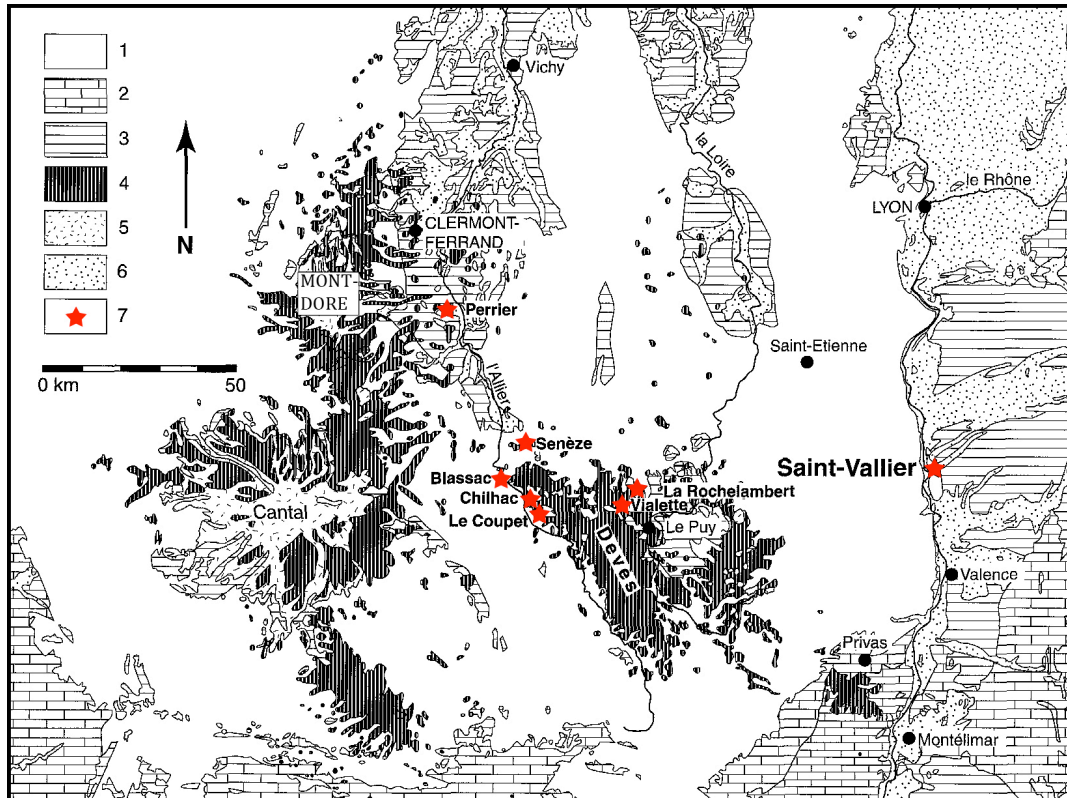 1
2
3
4
5
6
7
N
0 km 50
Vichy
la Loire
le Rhône
LYON
CLERMONT-
FERRAND
MONT-
DORE
Perrier
Saint-Etienne
l'Allier
Senèze
Saint-Vallier
Blassac
Chilhac
Le Coupet
La Rochelambert
Vialette
Cantal
Le Puy
Devès
Valence
Privas
Montélimar